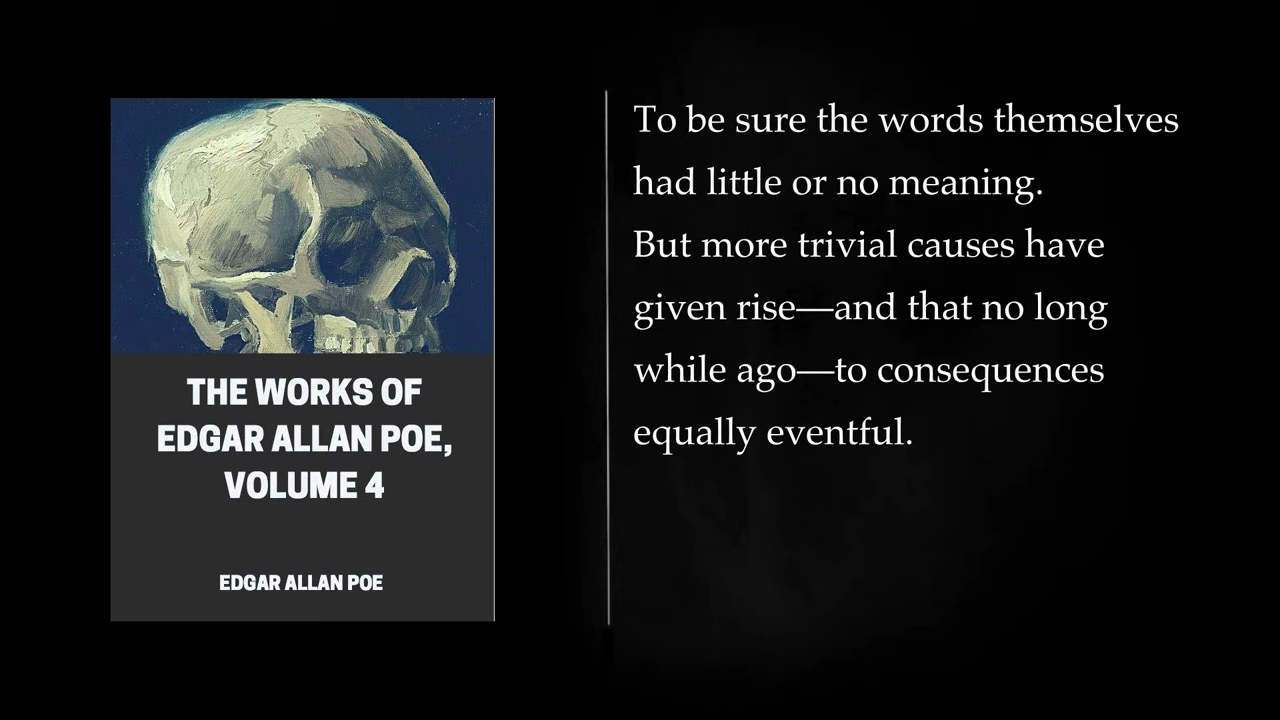 THE WORKS OF
EDGAR ALLAN POE,
VOLUME 4
EDGAR ALLAN POE
To be sure the words themselves
had little or no meaning.
But more trivial causes have
given rise—and that no long
while ago—to consequences
equally eventful.